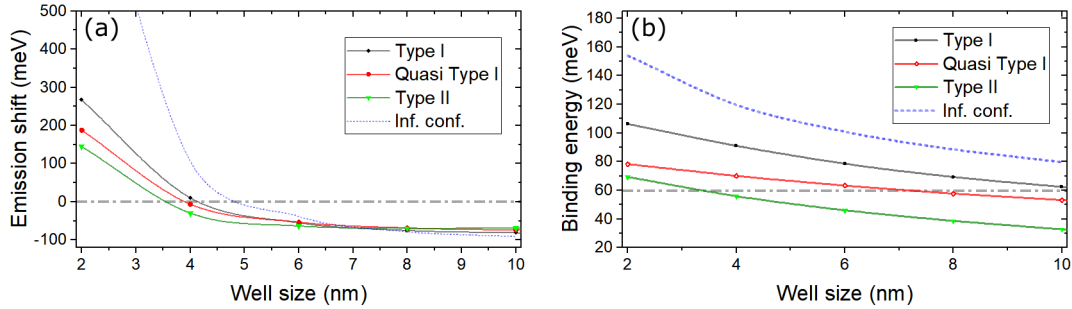 (a)
Emission shift (meV)
500
400
300
200
100
0
-100
Type I
Quasi Type I
Type II
Inf. conf.
2 3 4 5 6 7 8 9 10
Well size (nm)
(b)
Binding energy (meV)
180
160
140
120
100
80
60
40
20
Type I
Quasi Type I
Type II
Inf. conf.
2 4 6 8 10
Well size (nm)